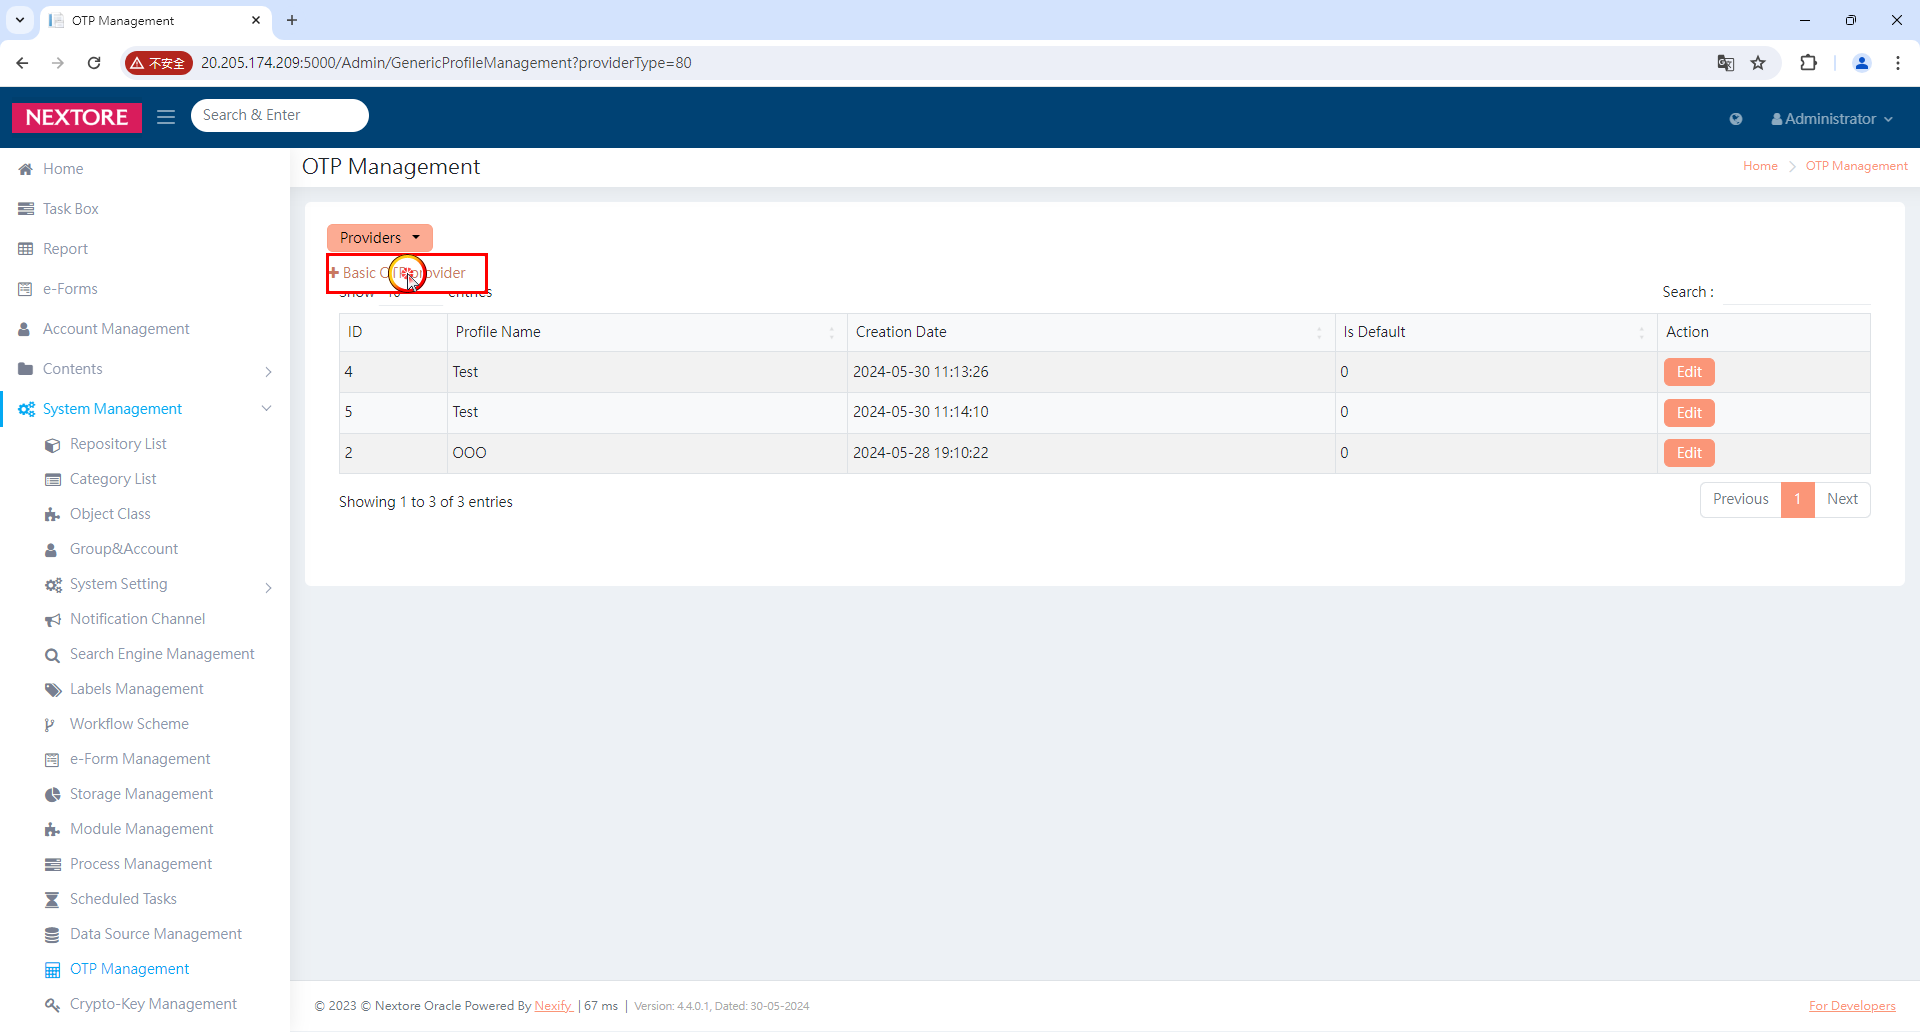 OTP Management
不安全
20.205.174.209:5000/Admin/GenericProfileManagement?providerType=80
NEXTORE
Search & Enter
Administrator
Home
Task Box
Report
e-Forms
Account Management
Contents
System Management
Repository List
Category List
Object Class
Group&Account
System Setting
Notification Channel
Search Engine Management
Labels Management
Workflow Scheme
e-Form Management
Storage Management
Module Management
Process Management
Scheduled Tasks
Data Source Management
OTP Management
Crypto-Key Management
OTP Management
Home > OTP Management
Providers
Basic OTP provider
Show 10 entries
Search :
ID Profile Name Creation Date Is Default Action
4 Test 2024-05-30 11:13:26 0 Edit
5 Test 2024-05-30 11:14:10 0 Edit
2 OOO 2024-05-28 19:10:22 0 Edit
Showing 1 to 3 of 3 entries
Previous 1 Next
© 2023 © Nextore Oracle Powered By Nexify | 67 ms | Version: 4.4.0.1, Dated: 30-05-2024
For Developers